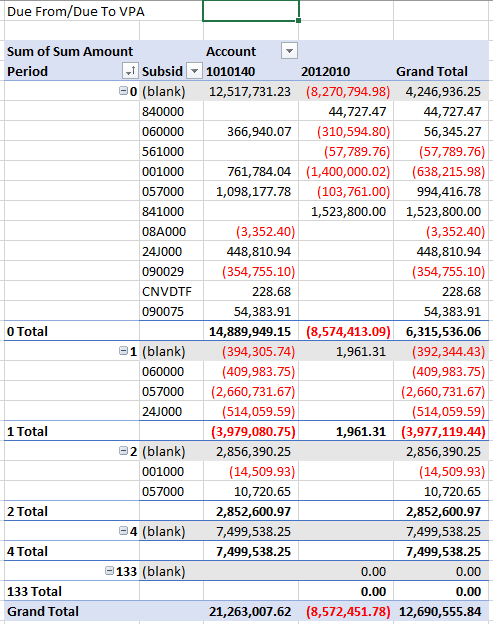 Due From/Due To VPA
Sum of Sum Amount Account
Period Subsid 1010140 2012010 Grand Total
0 (blank) 12,517,731.23 (8,270,794.98) 4,246,936.25
840000 44,727.47 44,727.47
060000 366,940.07 (310,594.80) 56,345.27
561000 (57,789.76) (57,789.76)
001000 761,784.04 (1,400,000.02) (638,215.98)
057000 1,098,177.78 (103,761.00) 994,416.78
841000 1,523,800.00 1,523,800.00
08A000 (3,352.40) (3,352.40)
24J000 448,810.94 448,810.94
090029 (354,755.10) (354,755.10)
CNVDTF 228.68 228.68
090075 54,383.91 54,383.91
0 Total 14,889,949.15 (8,574,413.09) 6,315,536.06
1 (blank) (394,305.74) 1,961.31 (392,344.43)
060000 (409,983.75) (409,983.75)
057000 (2,660,731.67) (2,660,731.67)
24J000 (514,059.59) (514,059.59)
1 Total (3,979,080.75) 1,961.31 (3,977,119.44)
2 (blank) 2,856,390.25 2,856,390.25
001000 (14,509.93) (14,509.93)
057000 10,720.65 10,720.65
2 Total 2,852,600.97 2,852,600.97
4 (blank) 7,499,538.25 7,499,538.25
4 Total 7,499,538.25 7,499,538.25
133 (blank) 0.00 0.00
133 Total 0.00 0.00
Grand Total 21,263,007.62 (8,572,451.78) 12,690,555.84